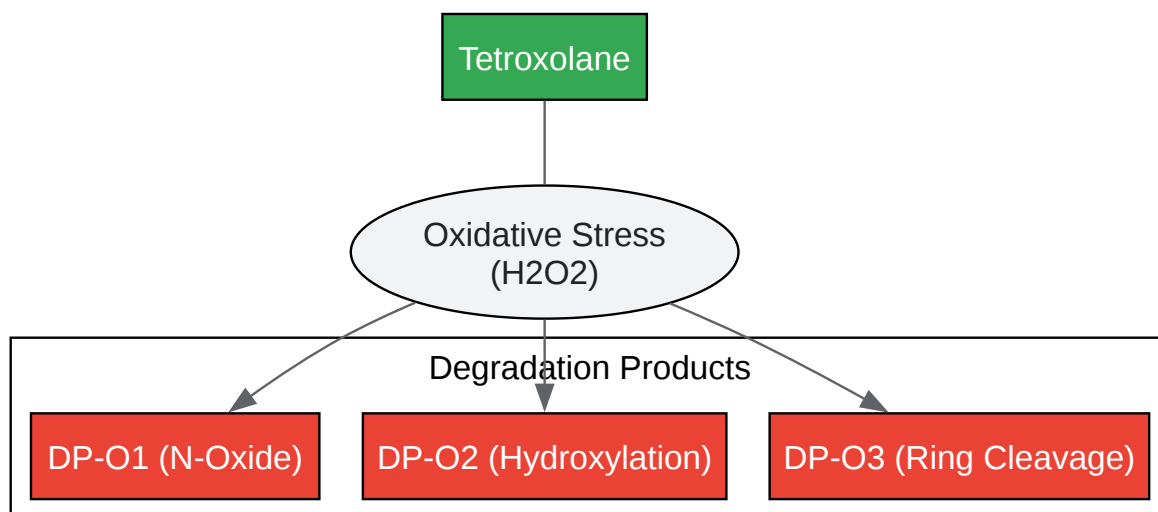 Tetroxolane
Oxidative Stress
(H2O2)
Degradation Products
DP-O1 (N-Oxide)
DP-O2 (Hydroxylation)
DP-O3 (Ring Cleavage)